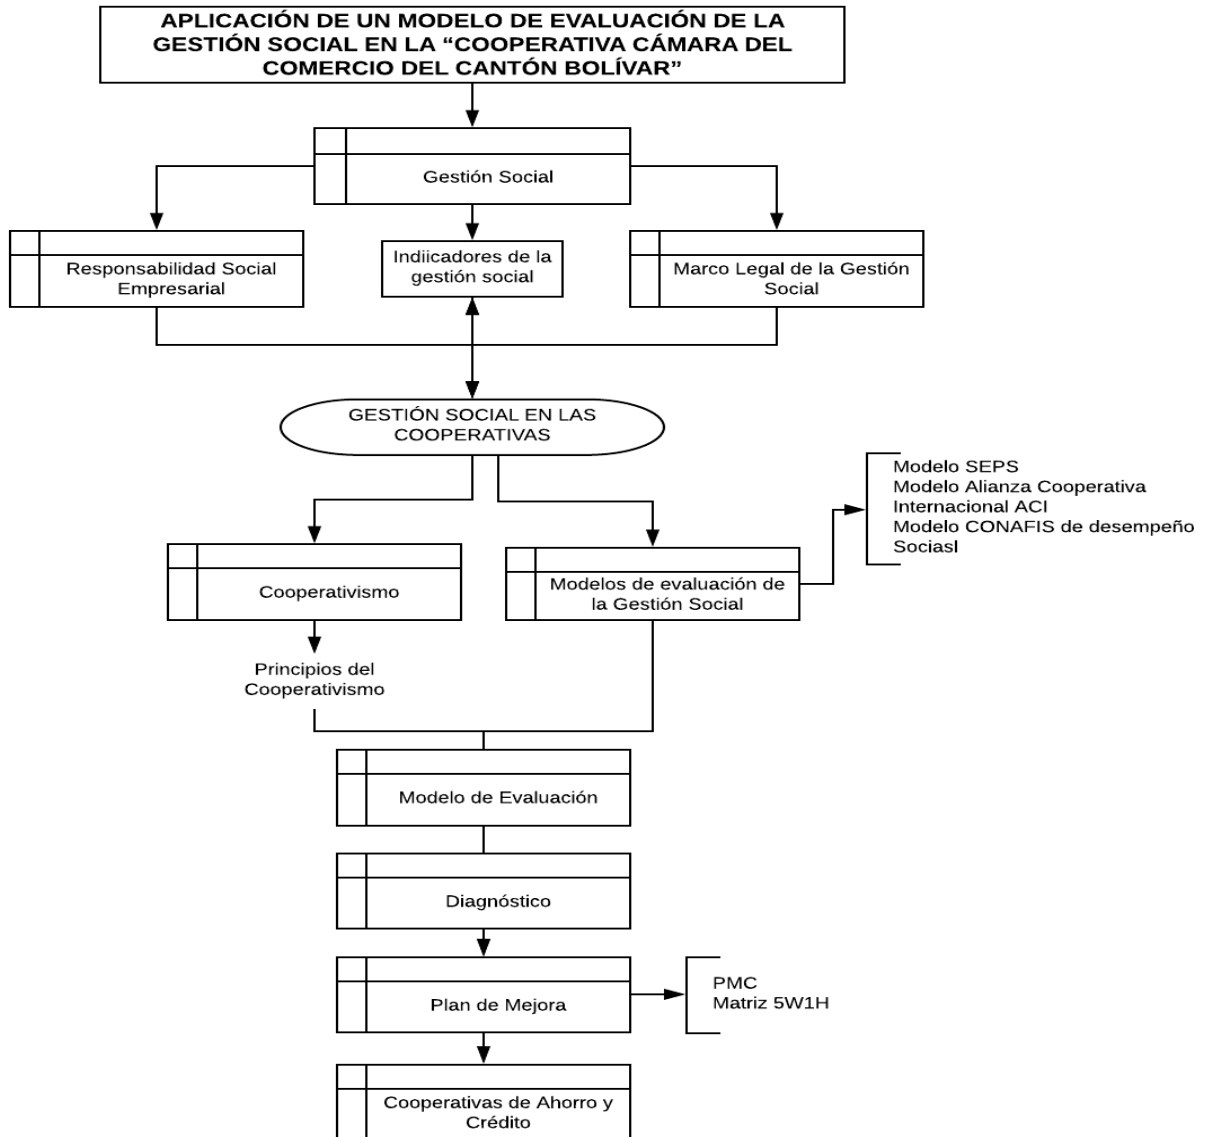 APLICACIÓN DE UN MODELO DE EVALUACIÓN DE LA
GESTIÓN SOCIAL EN LA “COOPERATIVA CÁMARA DEL
COMERCIO DEL CANTÓN BOLÍVAR”
Gestión Social
Responsabilidad Social
Empresarial
Indiicadores de la
gestión social
Marco Legal de la Gestión
Social
GESTIÓN SOCIAL EN LAS
COOPERATIVAS
Modelo SEPS
Modelo Alianza Cooperativa
Internacional ACI
Modelo CONAFIS de desempeño
Sociasl
Cooperativismo
Modelos de evaluación de
la Gestión Social
Principios del
Cooperativismo
Modelo de Evaluación
Diagnóstico
Plan de Mejora
PMC
Matriz 5W1H
Cooperativas de Ahorro y
Crédito